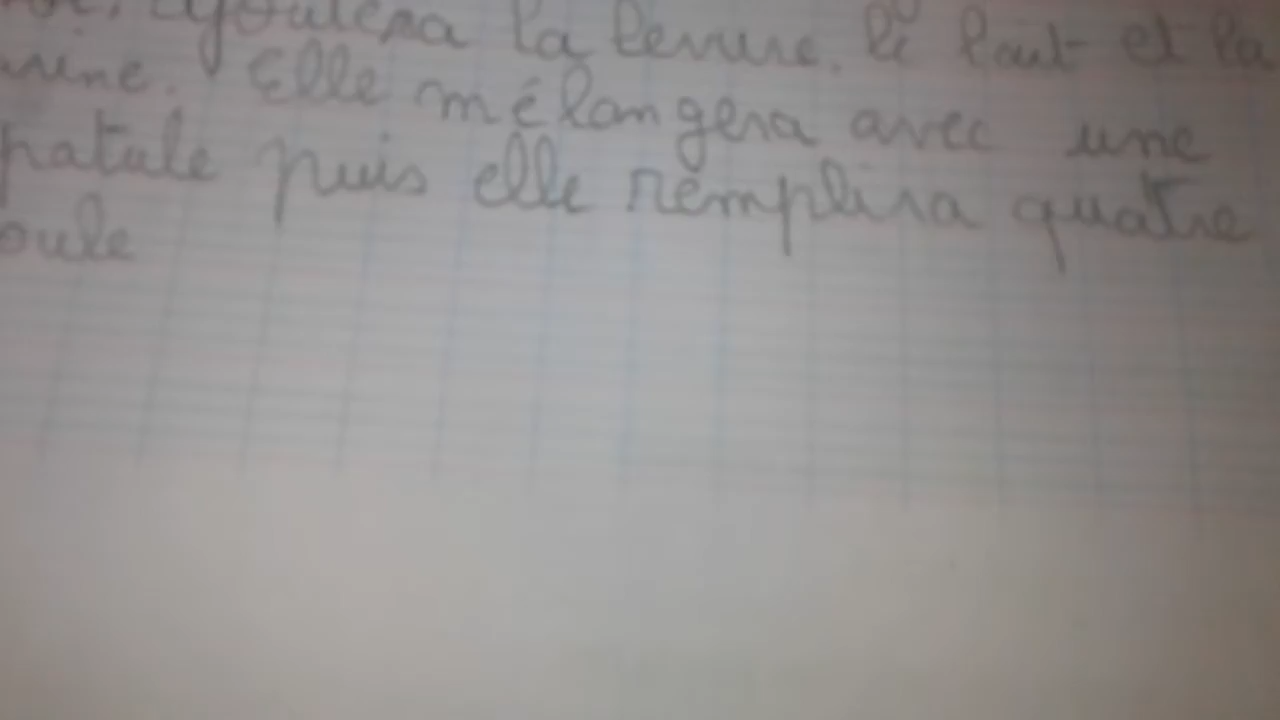 ajoutera la levure. le lait et la
rine. Elle mélangera avec une
patule puis elle remplira quatre
oule